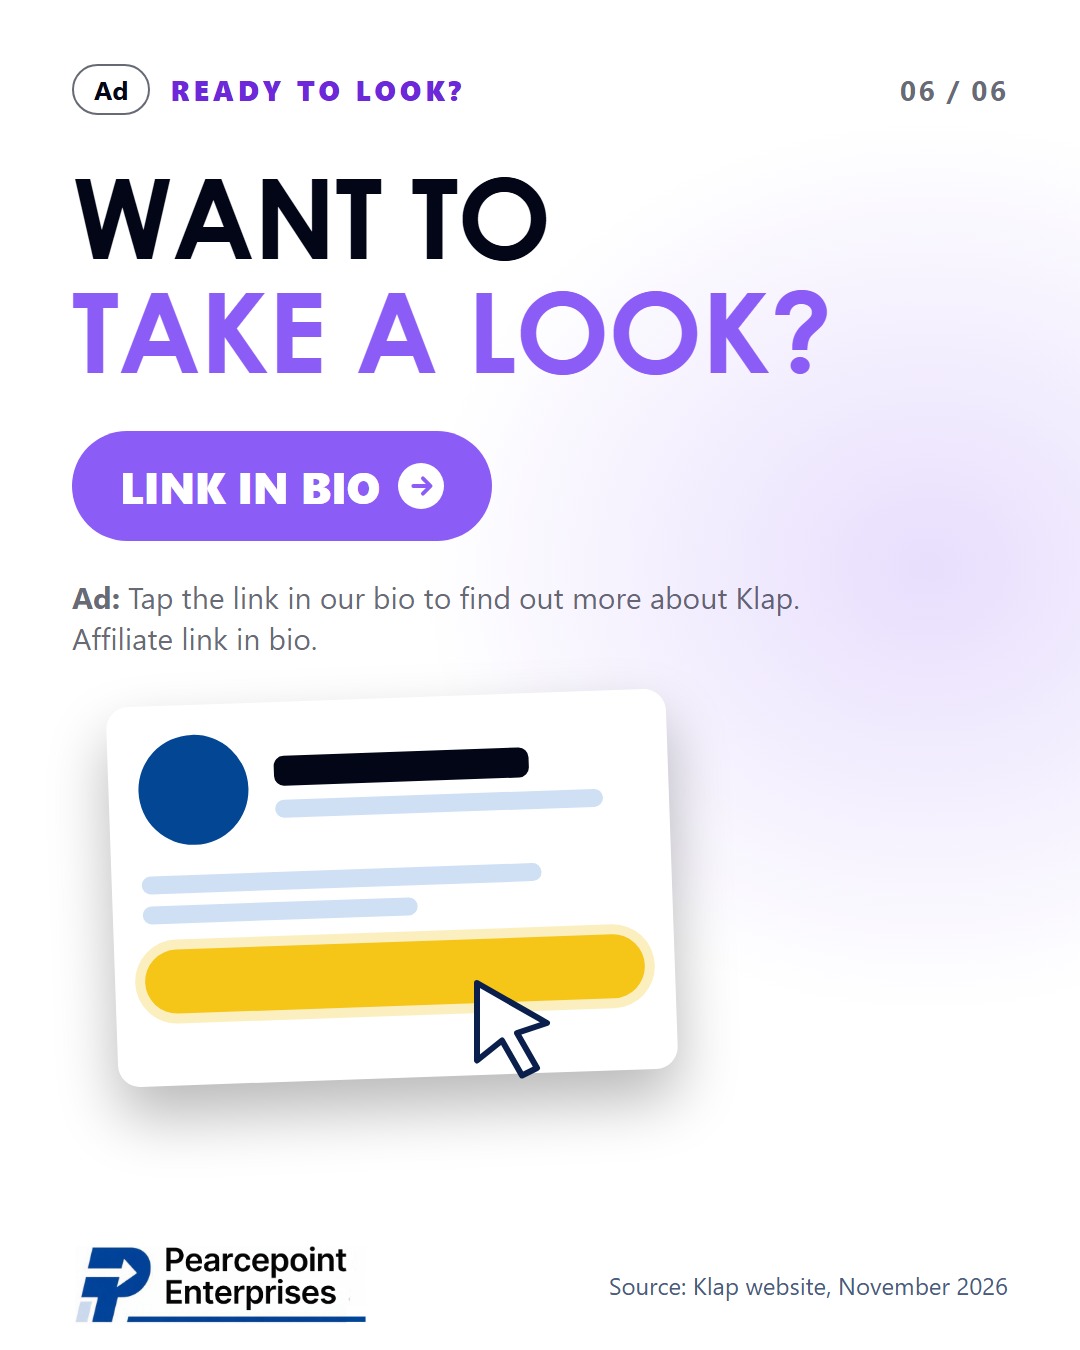 Ad
READY TO LOOK?
06 / 06
WANT TO
TAKE A LOOK?
LINK IN BIO
Ad: Tap the link in our bio to find out more about Klap.
Affiliate link in bio.
Pearcepoint
Enterprises
Source: Klap website, November 2026